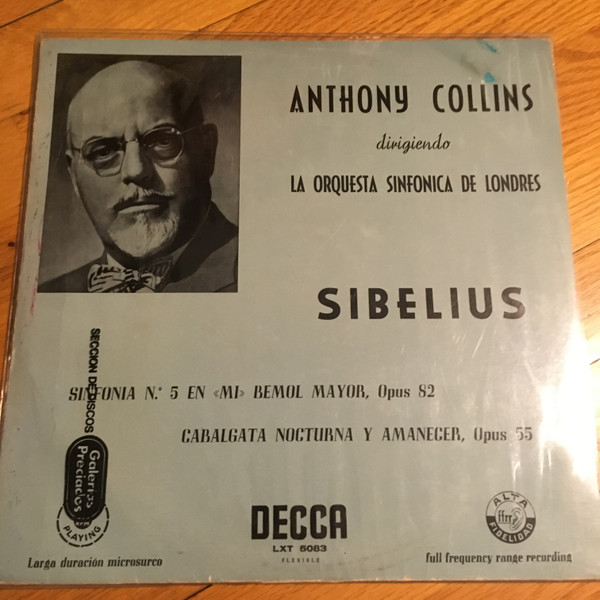 ANTHONY COLLINS
dirigiendo
LA ORQUESTA SINFONICA DE LONDRES
SIBELIUS
SINFONIA N.º 5 EN «MI» BEMOL MAYOR, Opus 82
CABALGATA NOCTURNA Y AMANECER, Opus 55
SECCION DE DISCOS
Galerias
Preciados
PLAYING
DECCA
LXT 5083
FLEXIBLE
ALTA
ffrr
FIDELIDAD
Larga duración microsurco
full frequency range recording